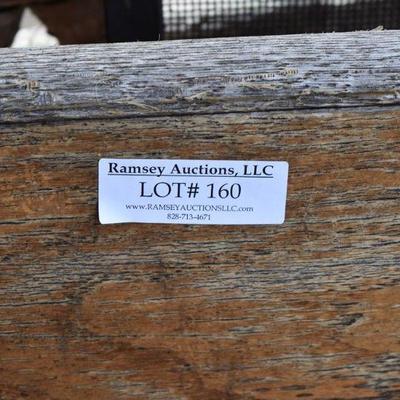 Ramsey Auctions, LLC
LOT# 160
www.RAMSEYAUCTIONSLLC.com
828-713-4671